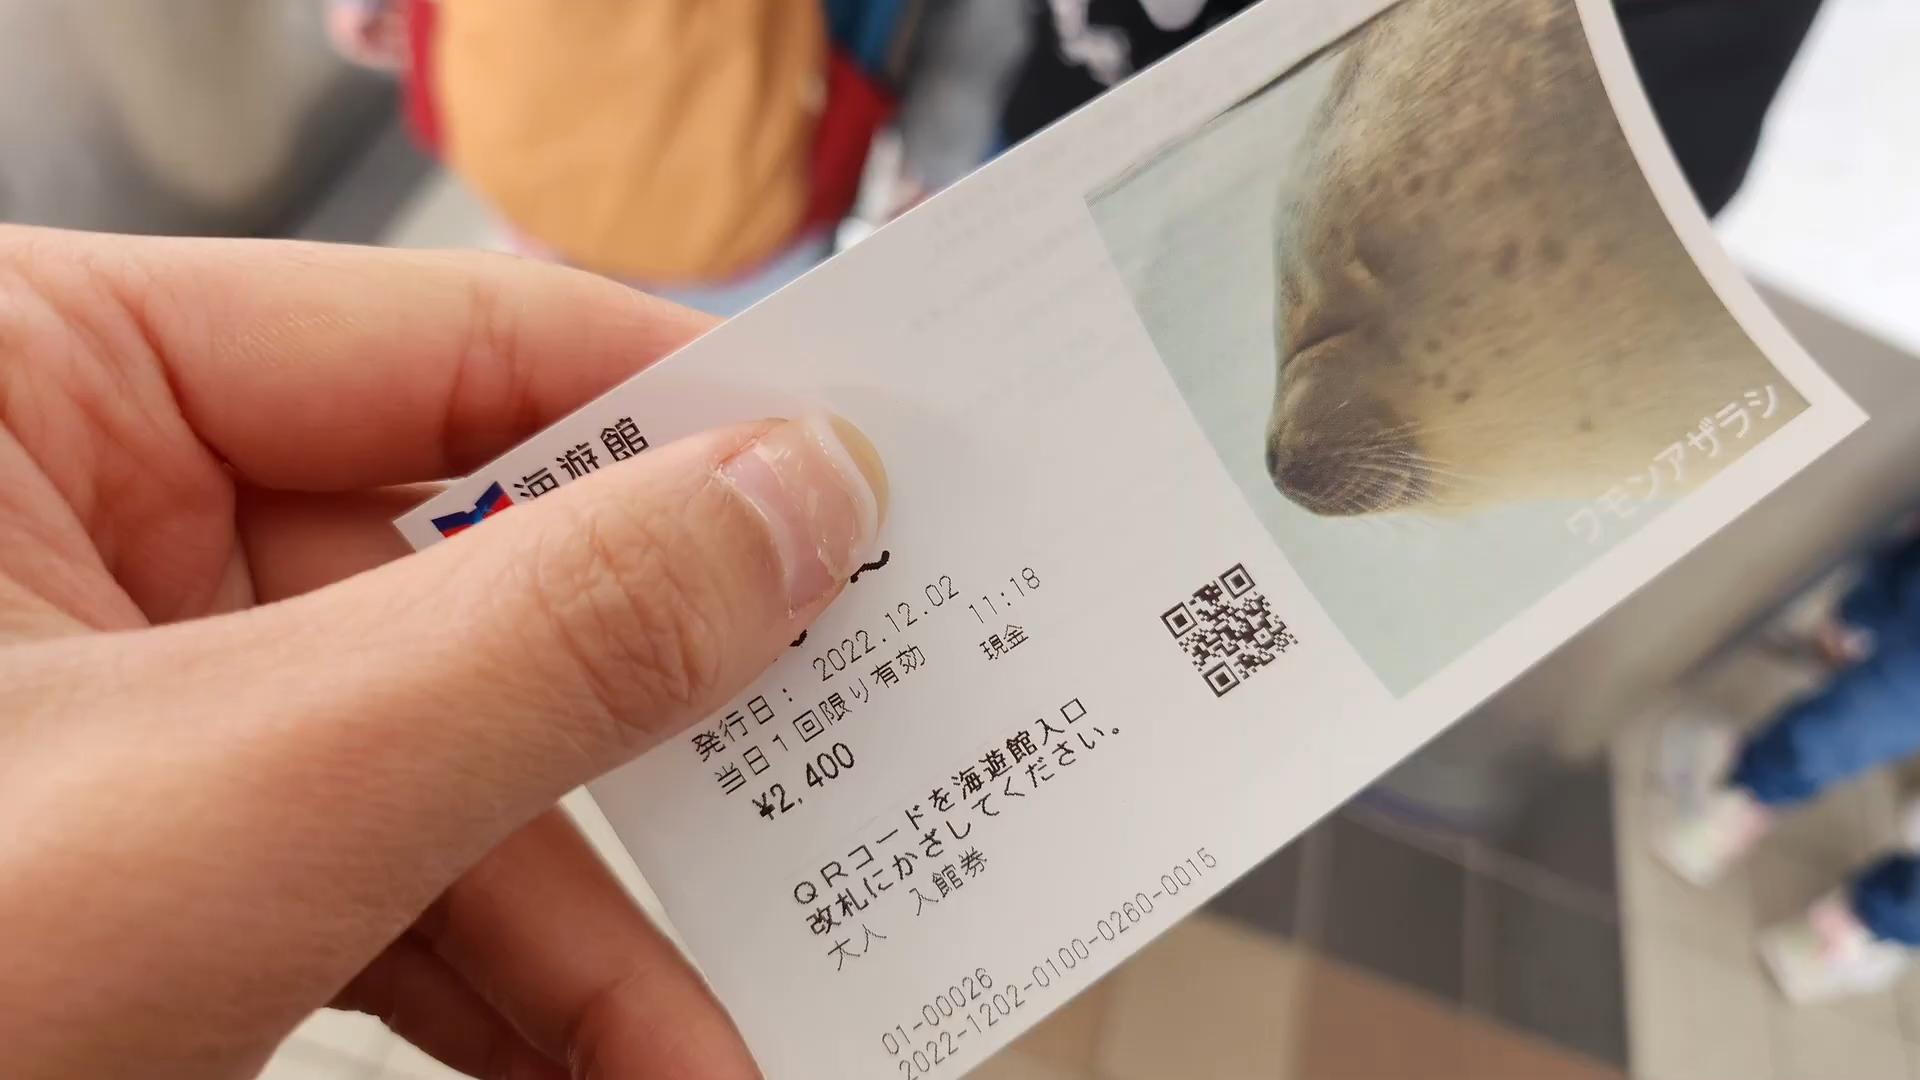 海遊館
発行日： 2022.12.02 11:18
当日1回限り有効 現金
¥2,400
QRコードを海遊館入口
改札にかざしてください。
大人 入館券
01-00026
2022-1202-0100-0260-0015
ワモンアザラシ